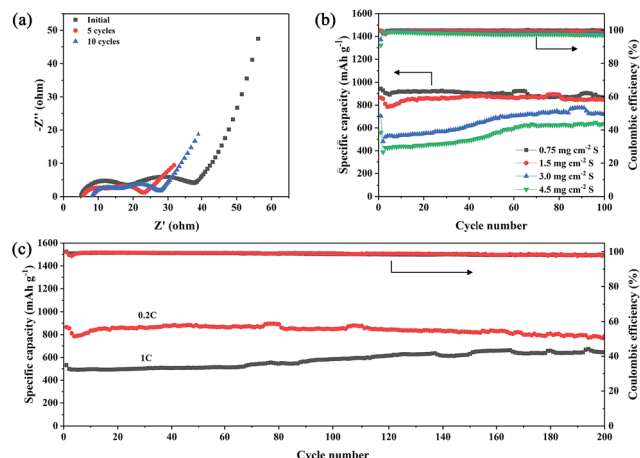 (a)
Initial
5 cycles
10 cycles
-Z'' (ohm)
50
40
30
20
10
0
0 10 20 30 40 50 60
Z' (ohm)
(b)
Specific capacity (mAh g-1)
1600
1400
1200
1000
800
600
400
200
0
0 20 40 60 80 100
Cycle number
100
80
60
40
20
0
Coulombic efficiency (%)
0.75 mg cm-2 S
1.5 mg cm-2 S
3.0 mg cm-2 S
4.5 mg cm-2 S
(c)
Specific capacity (mAh g-1)
1600
1400
1200
1000
800
600
400
200
0
0.2C
1C
0 20 40 60 80 100 120 140 160 180 200
Cycle number
100
80
60
40
20
0
Coulombic efficiency (%)